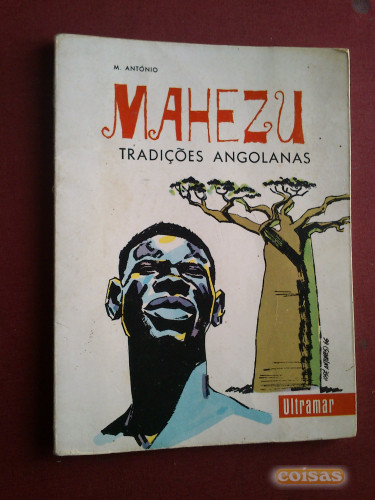 M. ANTÓNIO
MAHEZU
TRADIÇÕES ANGOLANAS
Ultramar
coisas